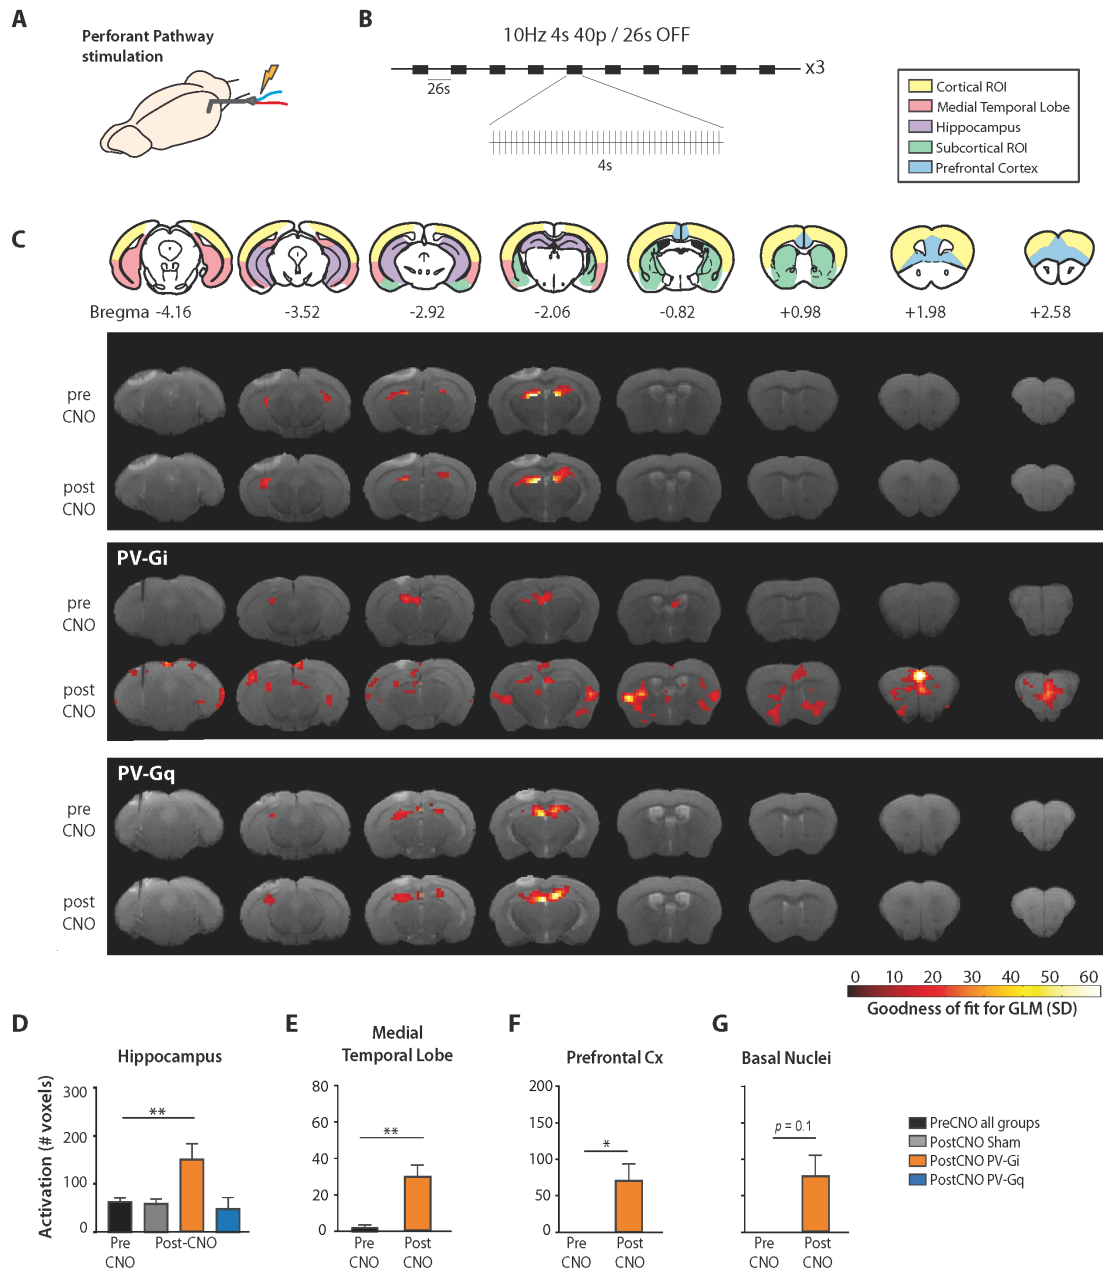 A
B
Perforant Pathway
stimulation
10Hz 4s 40p / 26s OFF
x3
26s
4s
Cortical ROI
Medial Temporal Lobe
Hippocampus
Subcortical ROI
Prefrontal Cortex
C
Bregma -4.16 -3.52 -2.92 -2.06 -0.82 +0.98 +1.98 +2.58
pre
CNO
post
CNO
PV-Gi
pre
CNO
post
CNO
PV-Gq
pre
CNO
post
CNO
0 10 20 30 40 50 60
Goodness of fit for GLM (SD)
D
Hippocampus
Activation (# voxels)
300
200
100
0
**
Pre
CNO
Post-CNO
E
Medial
Temporal Lobe
80
60
40
20
0
**
Pre
CNO
Post
CNO
F
Prefrontal Cx
200
150
100
50
0
*
Pre
CNO
Post
CNO
G
Basal Nuclei
p = 0.1
Pre
CNO
Post
CNO
PreCNO all groups
PostCNO Sham
PostCNO PV-Gi
PostCNO PV-Gq